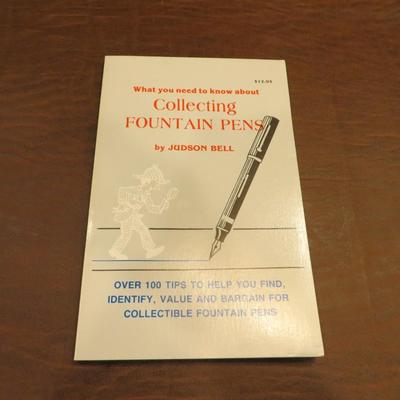 $12.95
What you need to know about
Collecting
FOUNTAIN PENS
by JUDSON BELL
OVER 100 TIPS TO HELP YOU FIND,
IDENTIFY, VALUE AND BARGAIN FOR
COLLECTIBLE FOUNTAIN PENS